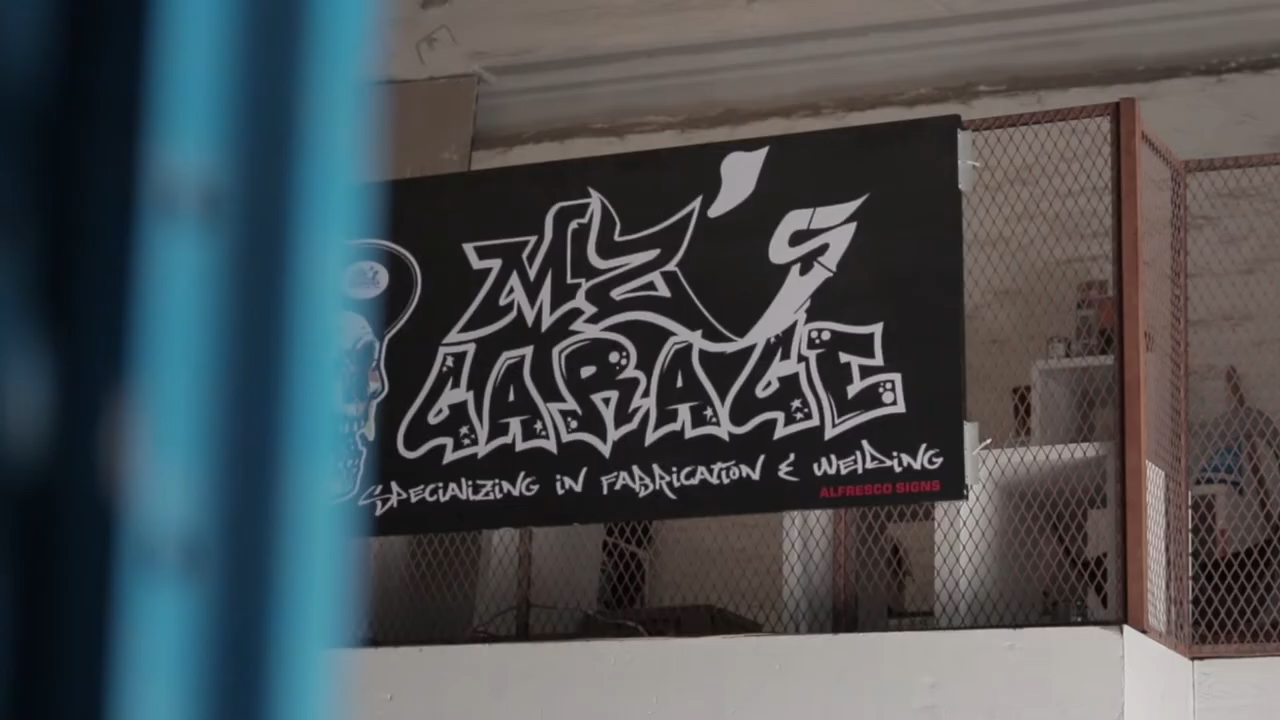 MZ'S
GARAGE
SPECIALIZING IN FABRICATION & WELDING
ALFRESCO SIGNS